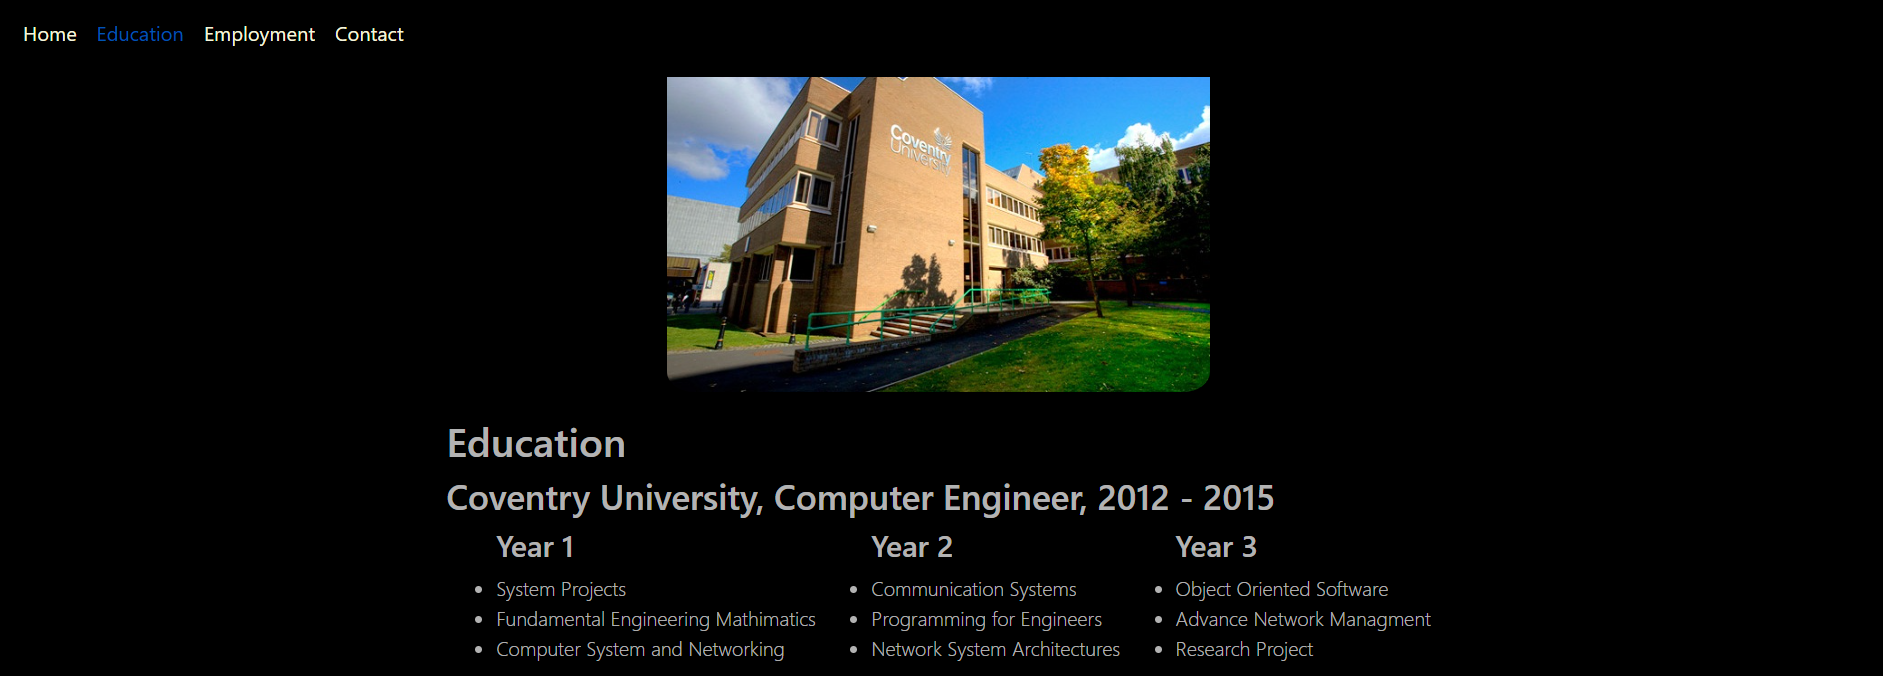 Home Education Employment Contact
Coventry
University
Education
Coventry University, Computer Engineer, 2012 - 2015
Year 1 Year 2 Year 3
System Projects Communication Systems Object Oriented Software
Fundamental Engineering Mathimatics Programming for Engineers Advance Network Managment
Computer System and Networking Network System Architectures Research Project